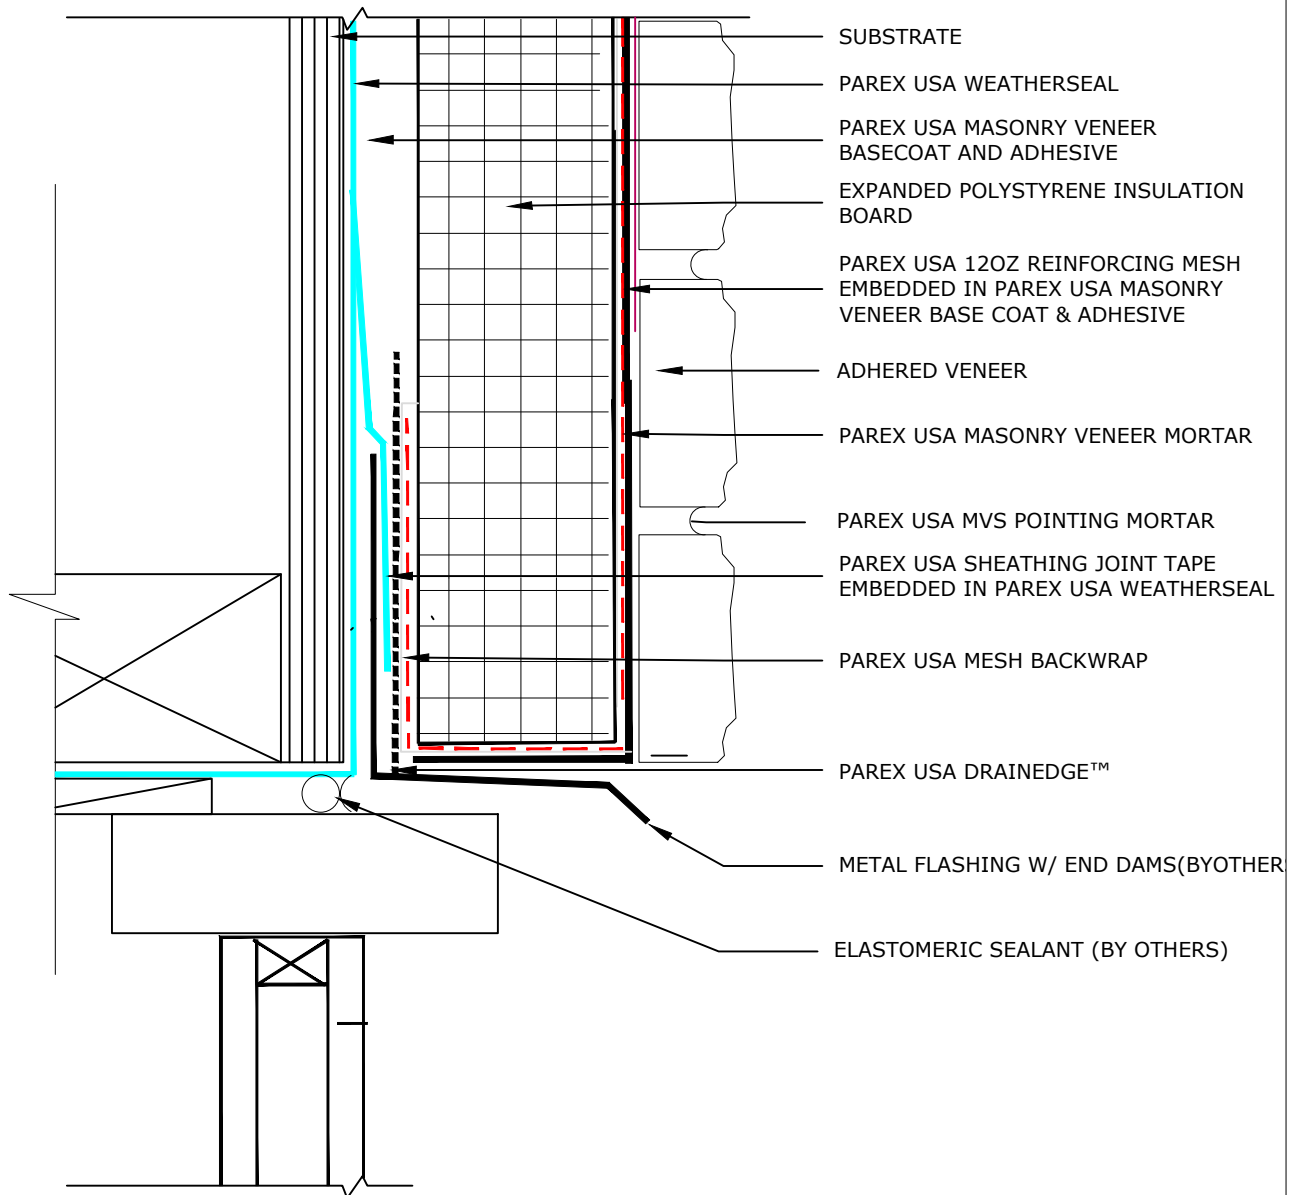 SUBSTRATE
PAREX USA WEATHERSEAL
PAREX USA MASONRY VENEER
BASECOAT AND ADHESIVE
EXPANDED POLYSTYRENE INSULATION
BOARD
PAREX USA 12OZ REINFORCING MESH
EMBEDDED IN PAREX USA MASONRY
VENEER BASE COAT & ADHESIVE
ADHERED VENEER
PAREX USA MASONRY VENEER MORTAR
PAREX USA MVS POINTING MORTAR
PAREX USA SHEATHING JOINT TAPE
EMBEDDED IN PAREX USA WEATHERSEAL
PAREX USA MESH BACKWRAP
PAREX USA DRAINEDGE™
METAL FLASHING W/ END DAMS(BYOTHER
ELASTOMERIC SEALANT (BY OTHERS)